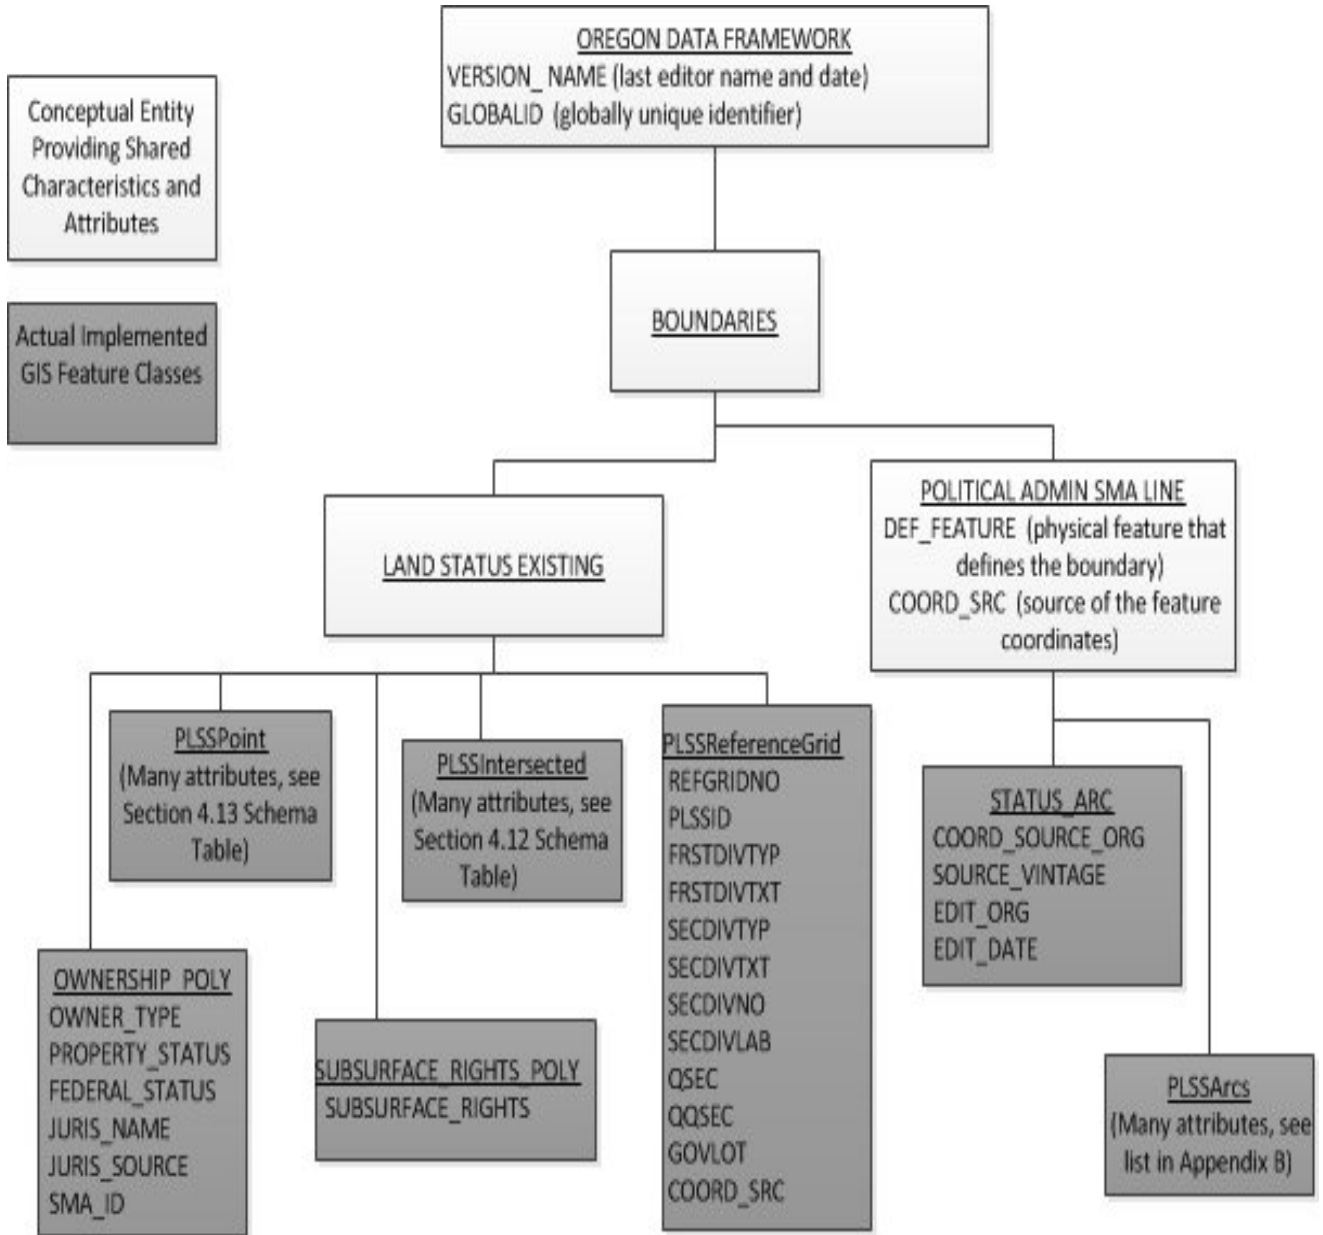 OREGON DATA FRAMEWORK
VERSION_ NAME (last editor name and date)
GLOBALID (globally unique identifier)
Conceptual Entity
Providing Shared
Characteristics and
Attributes
Actual Implemented
GIS Feature Classes
BOUNDARIES
LAND STATUS EXISTING
POLITICAL ADMIN SMA LINE
DEF_FEATURE (physical feature that
defines the boundary)
COORD_SRC (source of the feature
coordinates)
PLSSPoint
(Many attributes, see
Section 4.13 Schema
Table)
PLSSIntersected
(Many attributes, see
Section 4.12 Schema
Table)
PLSSReferenceGrid
REFGRIDNO
PLSSID
FRSTDIVTYP
FRSTDIVTXT
SECDIVTYP
SECDIVTXT
SECDIVNO
SECDIVLAB
QSEC
QQSEC
GOVLOT
COORD_SRC
STATUS_ARC
COORD_SOURCE_ORG
SOURCE_VINTAGE
EDIT_ORG
EDIT_DATE
OWNERSHIP_POLY
OWNER_TYPE
PROPERTY_STATUS
FEDERAL_STATUS
JURIS_NAME
JURIS_SOURCE
SMA_ID
SUBSURFACE_RIGHTS_POLY
SUBSURFACE_RIGHTS
PLSSArcs
(Many attributes, see
list in Appendix B)